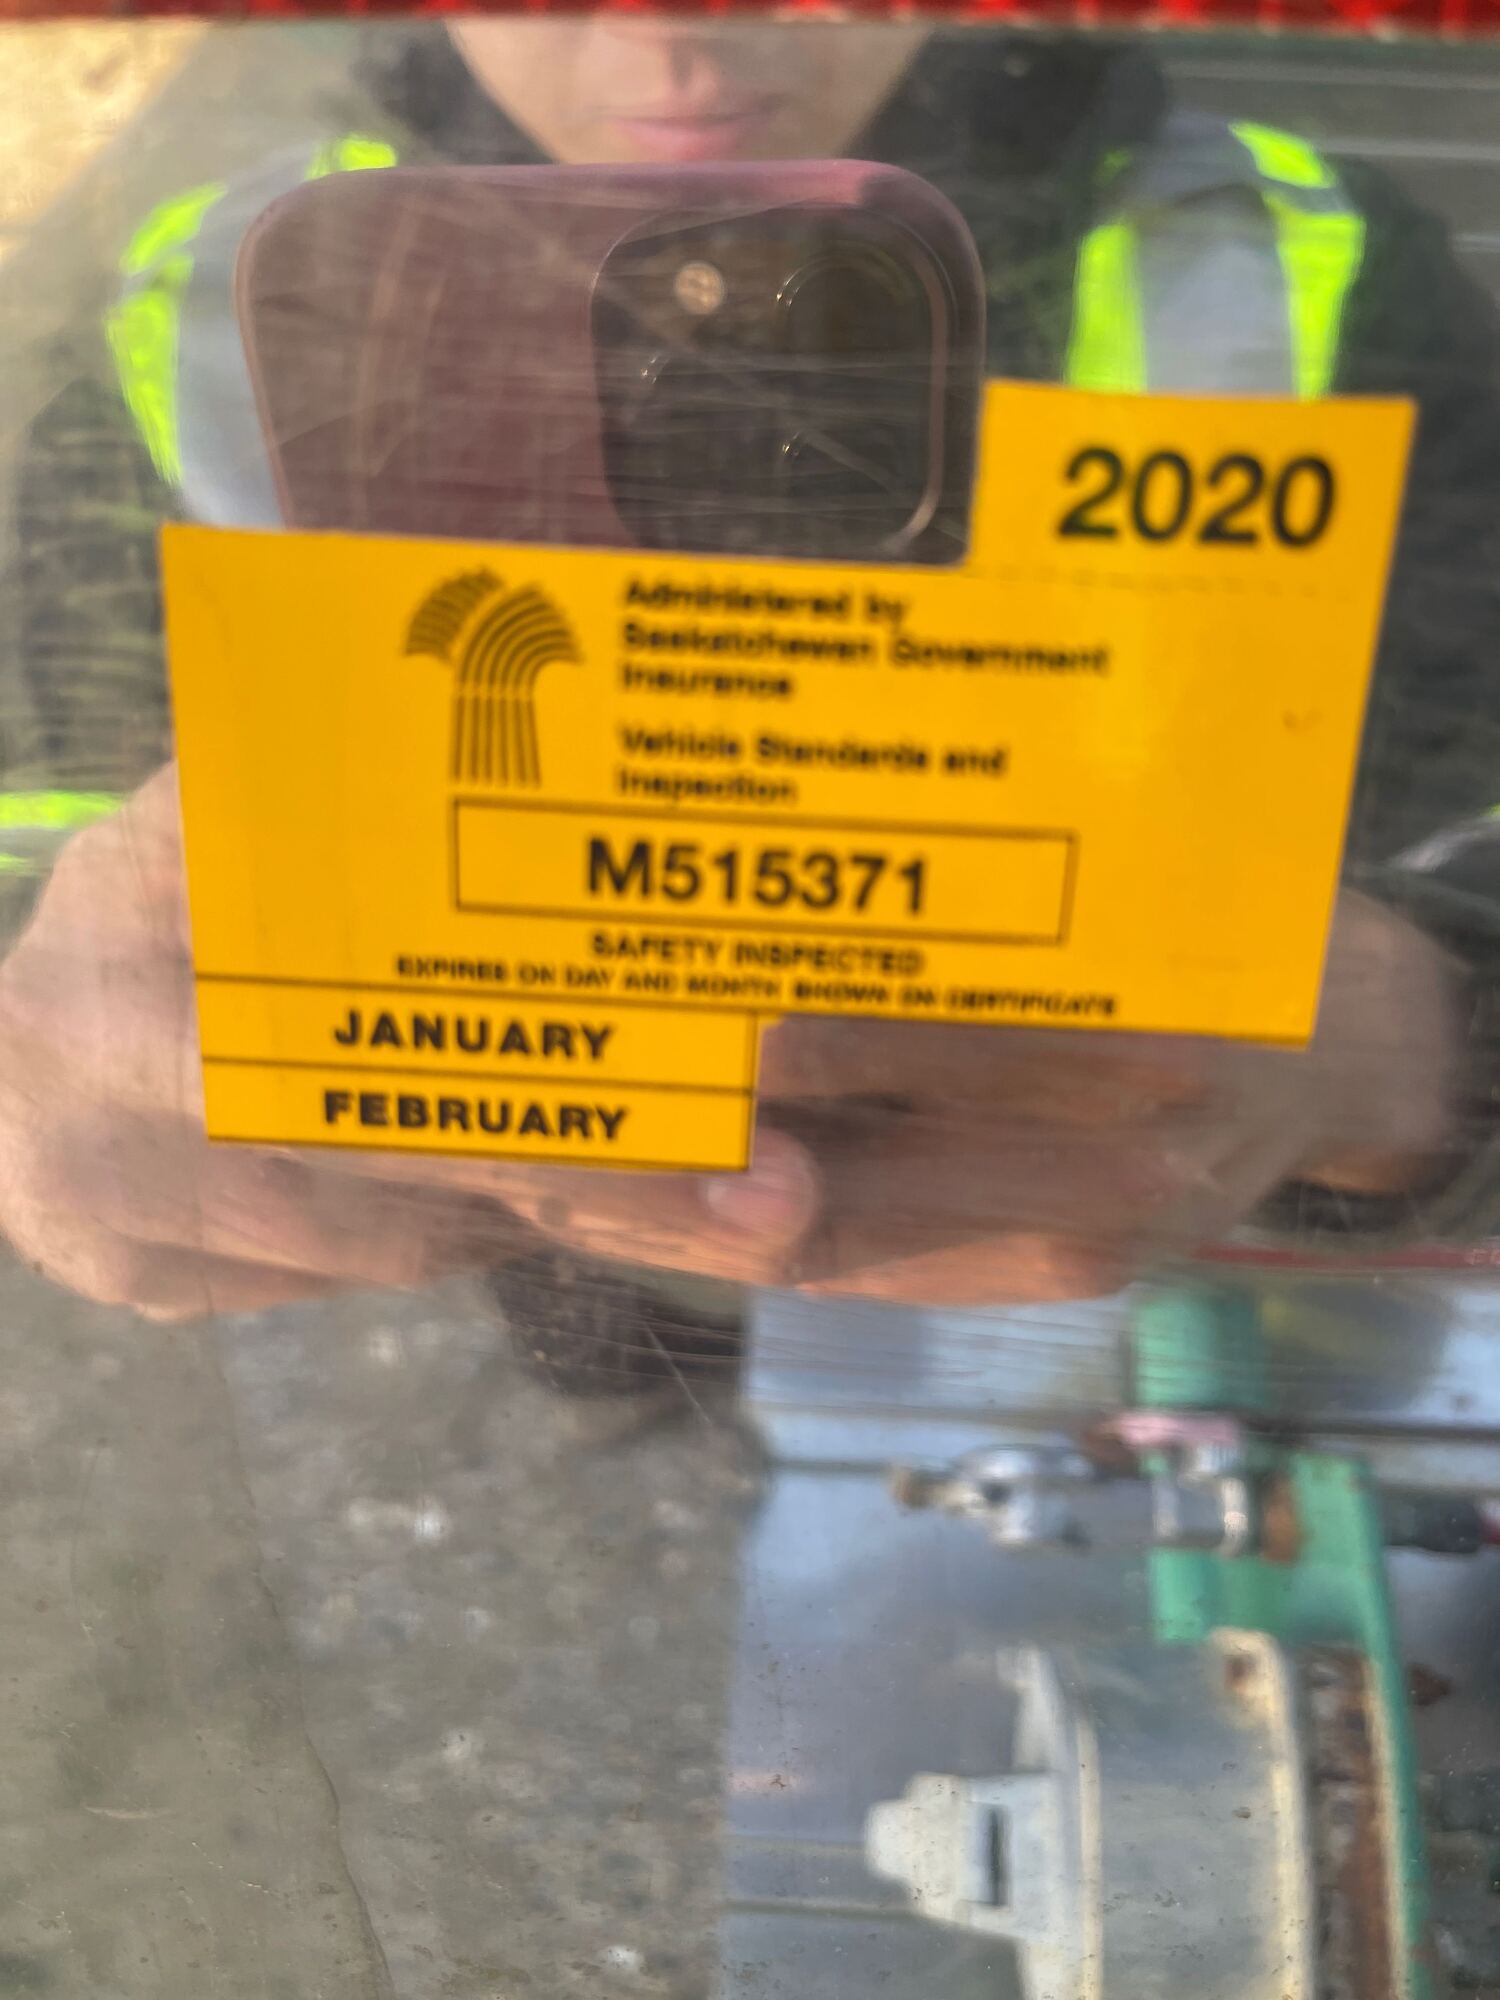 2020
Administered by
Saskatchewan Government
Insurance
Vehicle Standards and
Inspection
M515371
SAFETY INSPECTED
EXPIRES ON DAY AND MONTH SHOWN ON CERTIFICATE
JANUARY
FEBRUARY